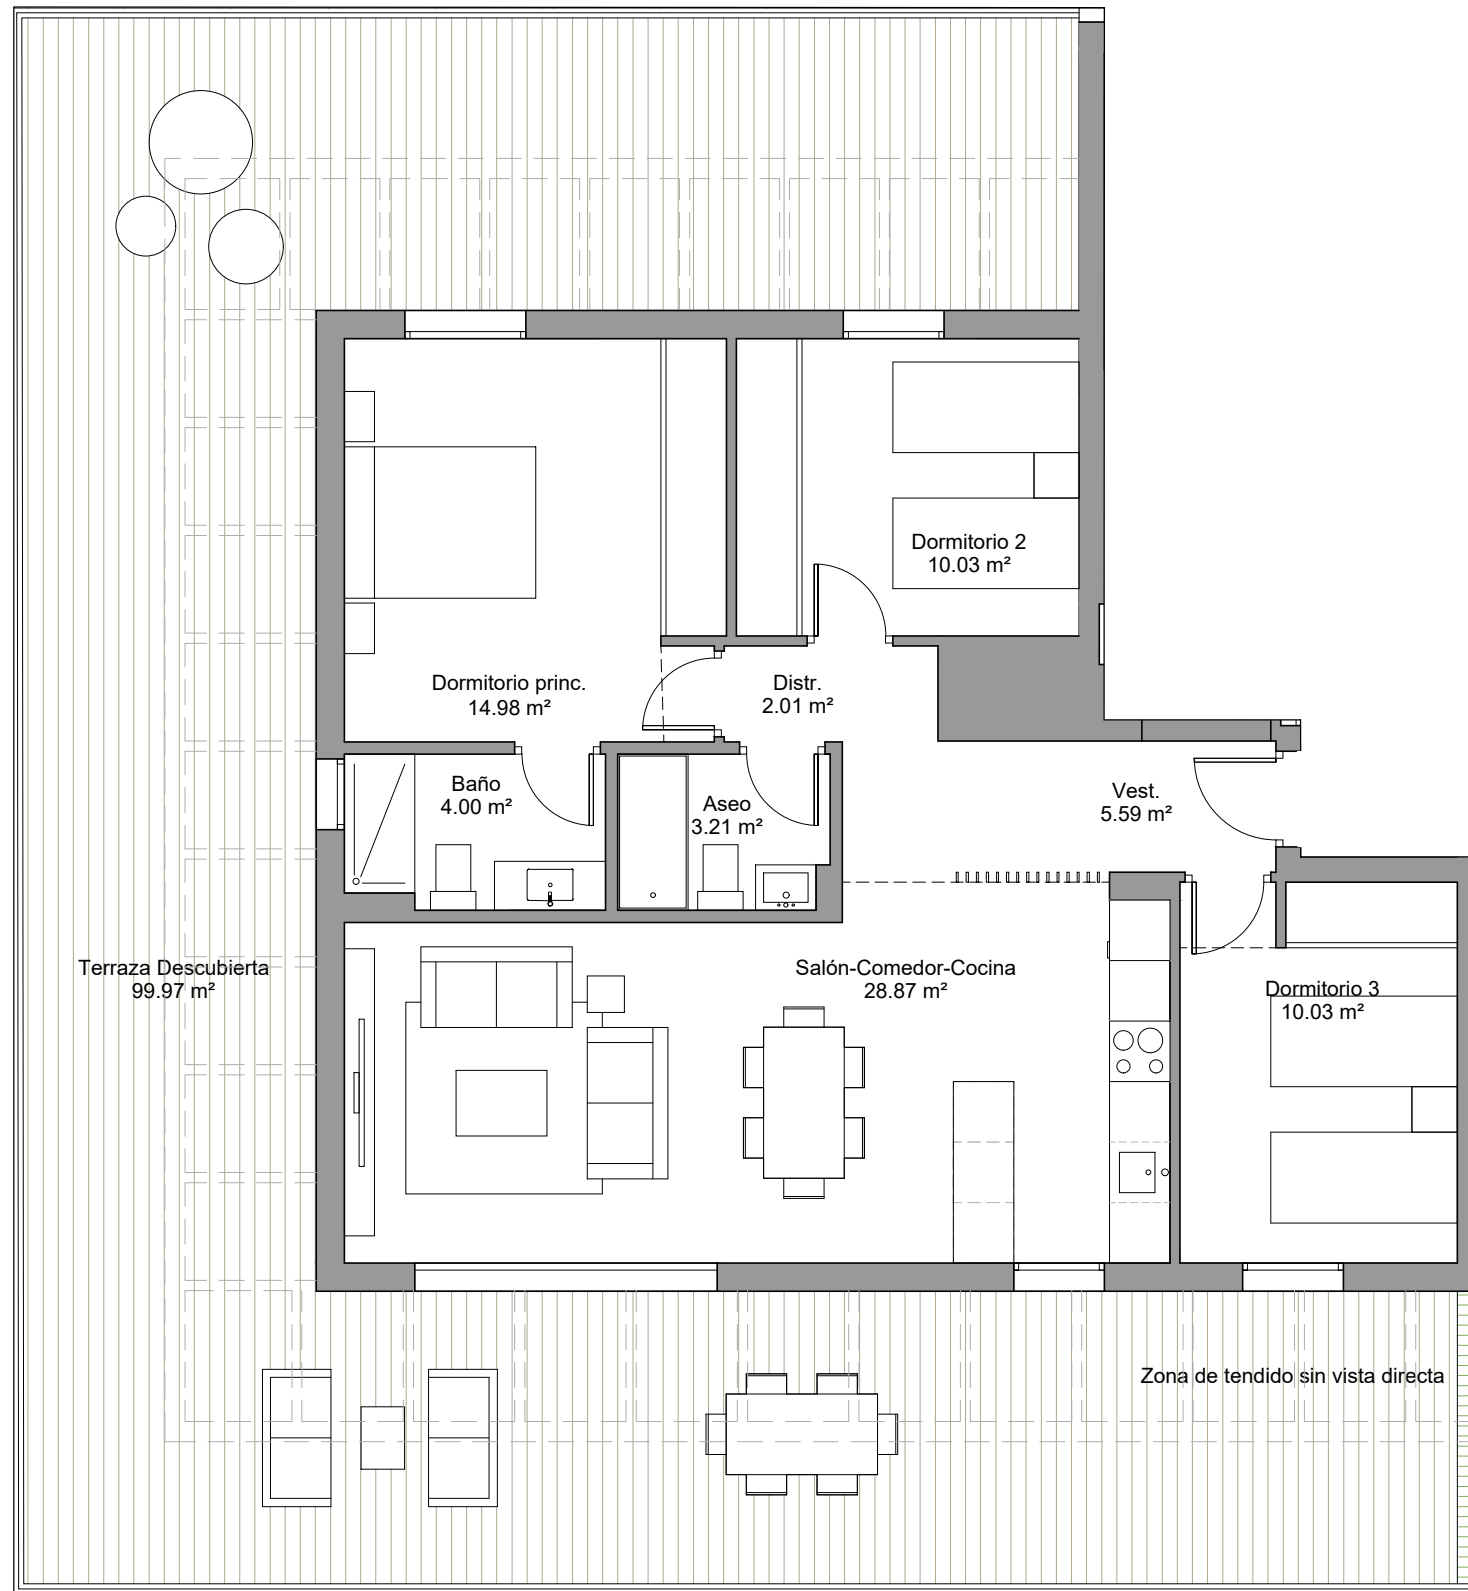 Dormitorio 2
10.03 m²
Dormitorio princ.
14.98 m²
Distr.
2.01 m²
Baño
4.00 m²
Aseo
3.21 m²
Vest.
5.59 m²
Terraza Descubierta
99.97 m²
Salón-Comedor-Cocina
28.87 m²
Dormitorio 3
10.03 m²
Zona de tendido sin vista directa